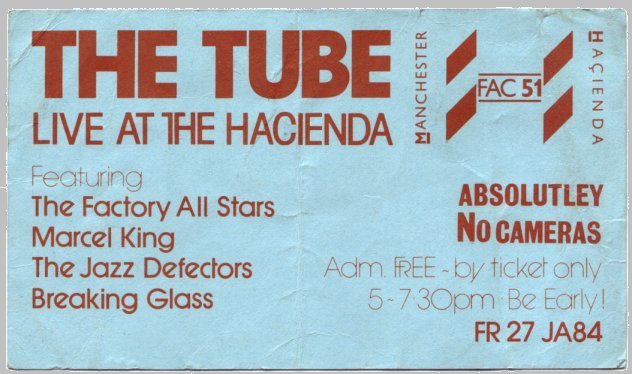 THE TUBE
LIVE AT THE HACIENDA
MANCHESTER
FAC 51
HAÇIENDA
Featuring
The Factory All Stars
Marcel King
The Jazz Defectors
Breaking Glass
ABSOLUTLEY
NO CAMERAS
Adm. FREE ~ by ticket only
5 ~ 7·30pm · Be Early!
FR 27 JA84